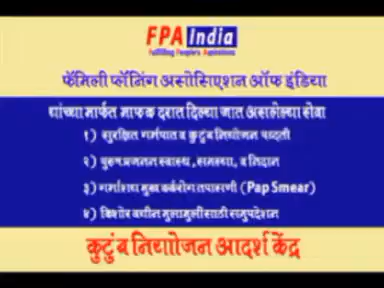 FPA India
Fulfilling People's Aspirations
फॅमिली प्लॅनिंग असोसिएशन ऑफ इंडिया
ह्यांच्या मार्फत माफक दरात दिल्या जात असलेल्या सेवा
१) सुरक्षित गर्भपात व कुटुंब नियोजन पध्दती
२) पुरुष प्रजनन स्वास्थ, समस्या, व निदान
३) गर्भाशय मुख कर्करोग तपासणी (Pap Smear)
४) किशोर वयीन मुलामुलींसाठी समुपदेशन
कुटुंब नियोजन आदर्श केंद्र